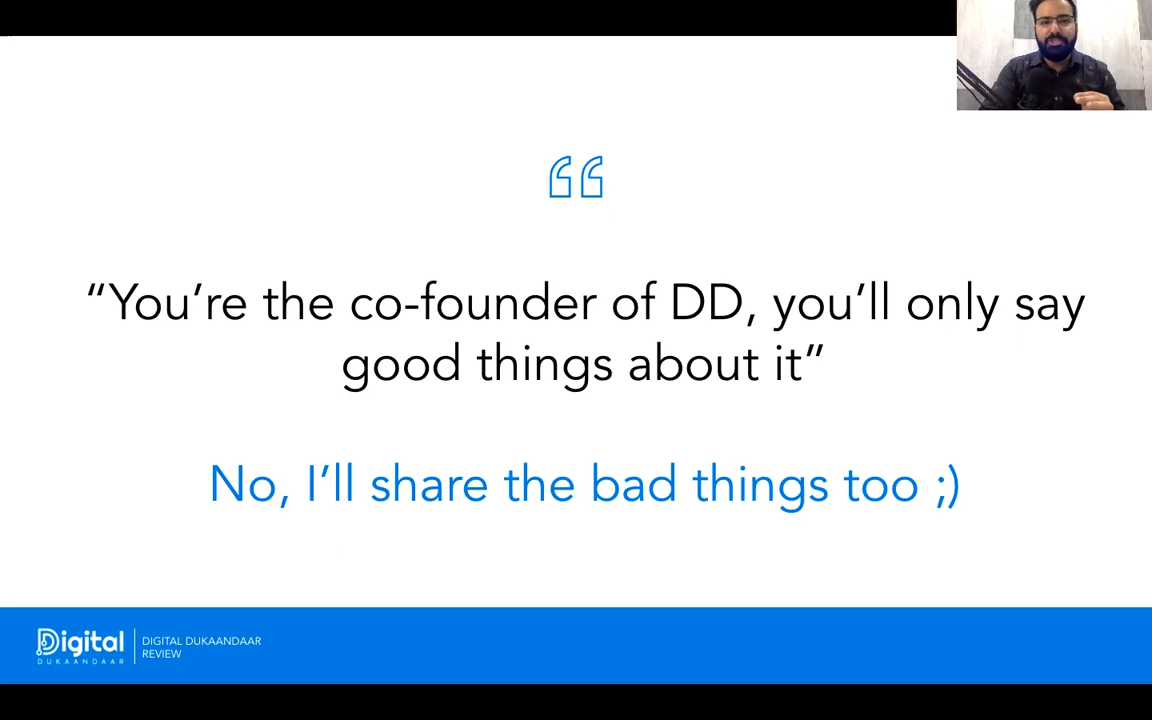 “You’re the co-founder of DD, you’ll only say
good things about it”
No, I’ll share the bad things too ;)
Digital
DUKAANDAAR
DIGITAL DUKAANDAAR
REVIEW